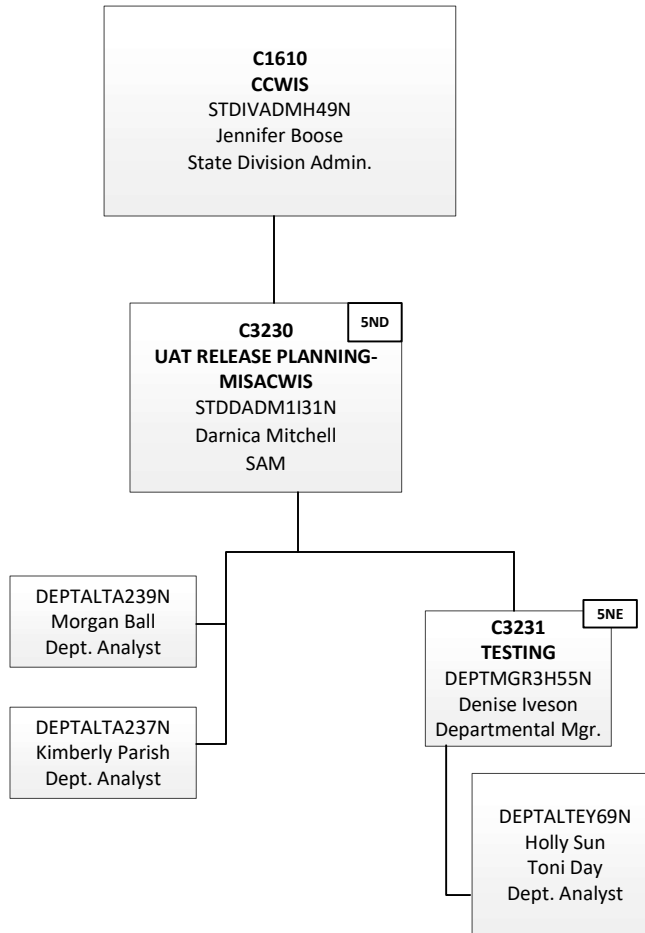 C1610
CCWIS
STDIVADMH49N
Jennifer Boose
State Division Admin.
5ND
C3230
UAT RELEASE PLANNING-
MISACWIS
STDDADM1I31N
Darnica Mitchell
SAM
DEPTALTA239N
Morgan Ball
Dept. Analyst
DEPTALTA237N
Kimberly Parish
Dept. Analyst
5NE
C3231
TESTING
DEPTMGR3H55N
Denise Iveson
Departmental Mgr.
DEPTALTEY69N
Holly Sun
Toni Day
Dept. Analyst